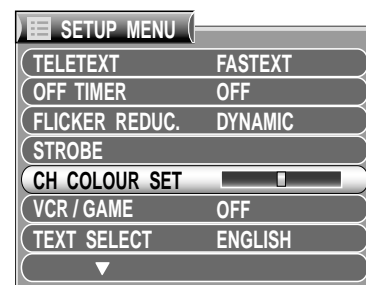 SETUP MENU
TELETEXT FASTEXT
OFF TIMER OFF
FLICKER REDUC. DYNAMIC
STROBE
CH COLOUR SET
VCR / GAME OFF
TEXT SELECT ENGLISH